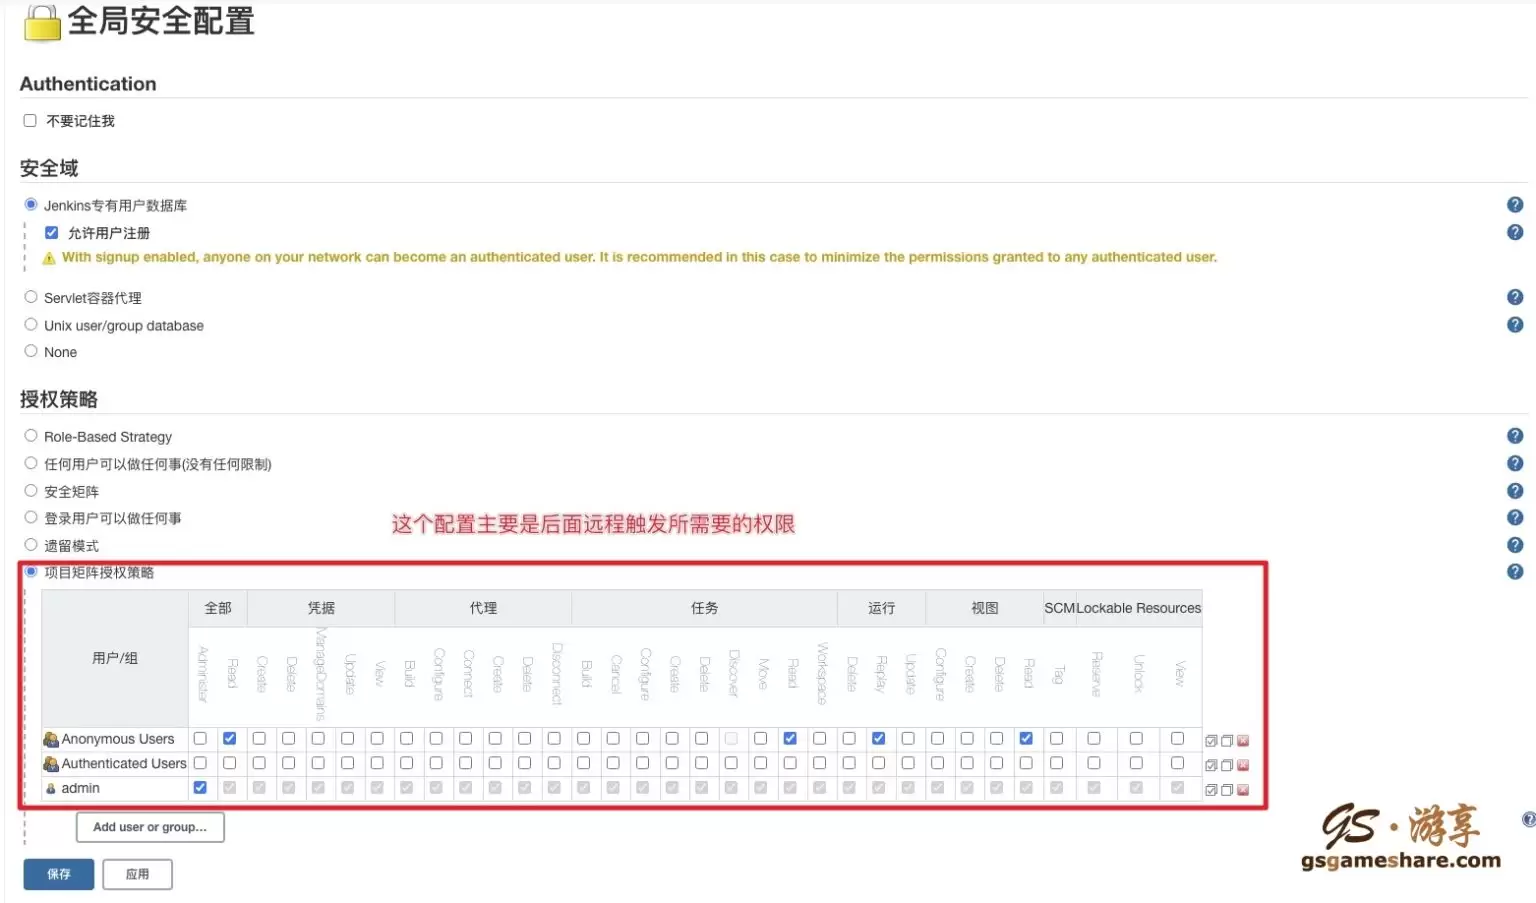 全局安全配置
Authentication
不要记住我
安全域
Jenkins专有用户数据库
允许用户注册
With signup enabled, anyone on your network can become an authenticated user. It is recommended in this case to minimize the permissions granted to any authenticated user.
Servlet容器代理
Unix user/group database
None
授权策略
Role-Based Strategy
任何用户可以做任何事(没有任何限制)
安全矩阵
登录用户可以做任何事
这个配置主要是后面远程触发所需要的权限
遗留模式
项目矩阵授权策略
用户/组 全部 凭据 代理 任务 运行 视图 SCM Lockable Resources
Administer Read Create Delete ManageDomains Update View Build Configure Connect Create Delete Disconnect Build Cancel Configure Create Delete Discover Move Read Workspace Delete Replay Update Configure Create Delete Read Tag Reserve Unlock View
Anonymous Users
Authenticated Users
admin
Add user or group...
保存 应用
GS·游享
gsgameshare.com